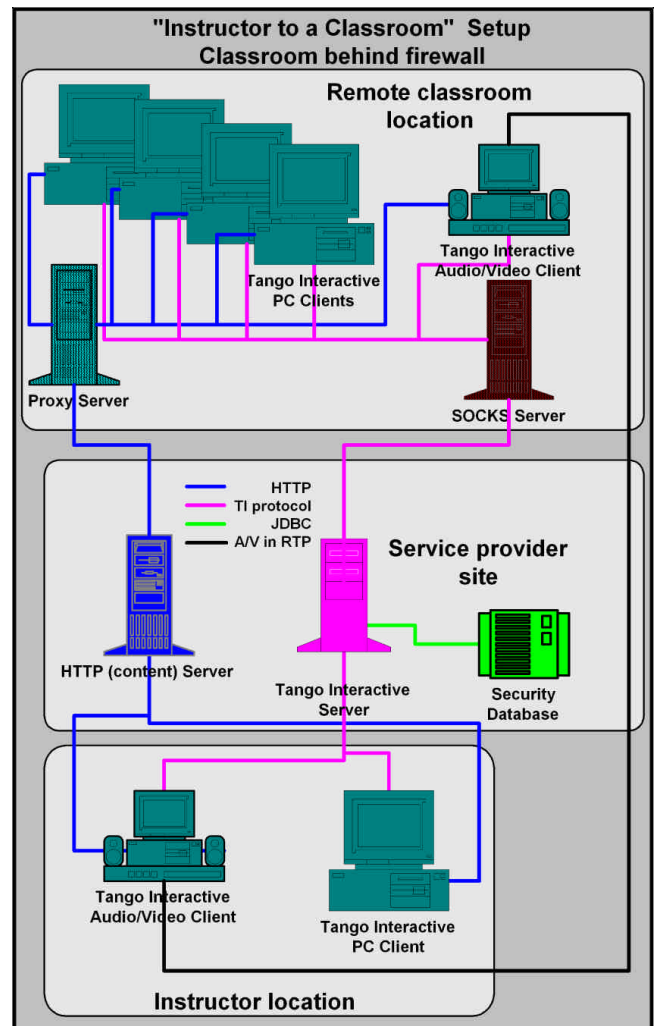 "Instructor to a Classroom"  Setup
Classroom behind firewall
Remote classroom
location
Tango Interactive
PC Clients
Tango Interactive
Audio/Video Client
Proxy Server
SOCKS Server
HTTP
TI protocol
JDBC
A/V in RTP
Service provider
site
HTTP (content) Server
Tango Interactive
Server
Security
Database
Tango Interactive
Audio/Video Client
Tango Interactive
PC Client
Instructor location